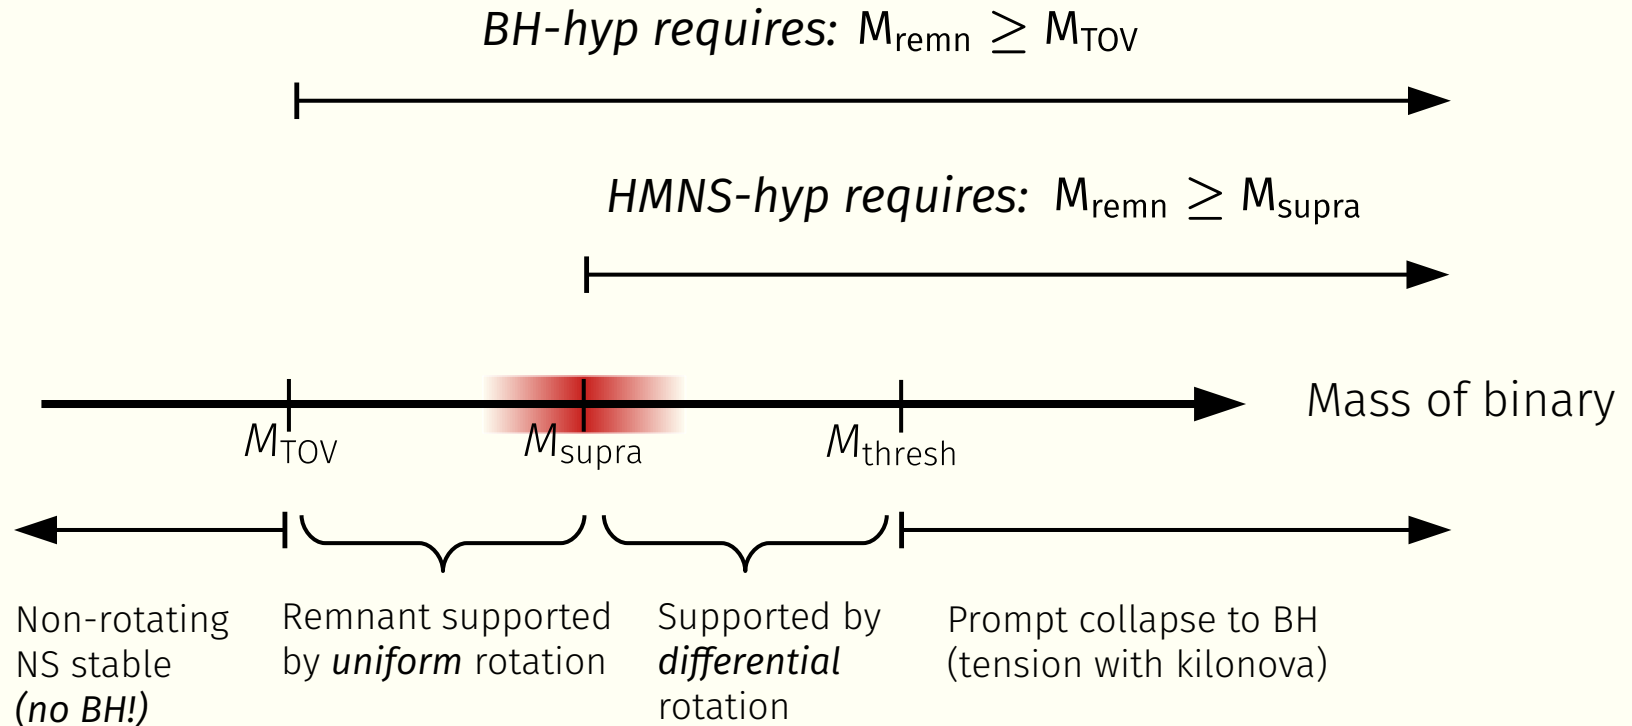 BH-hyp requires: M_remn ≥ M_TOV
HMNS-hyp requires: M_remn ≥ M_supra
Mass of binary
M_TOV
M_supra
M_thresh
Non-rotating
NS stable
(no BH!)
Remnant supported
by uniform rotation
Supported by
differential
rotation
Prompt collapse to BH
(tension with kilonova)